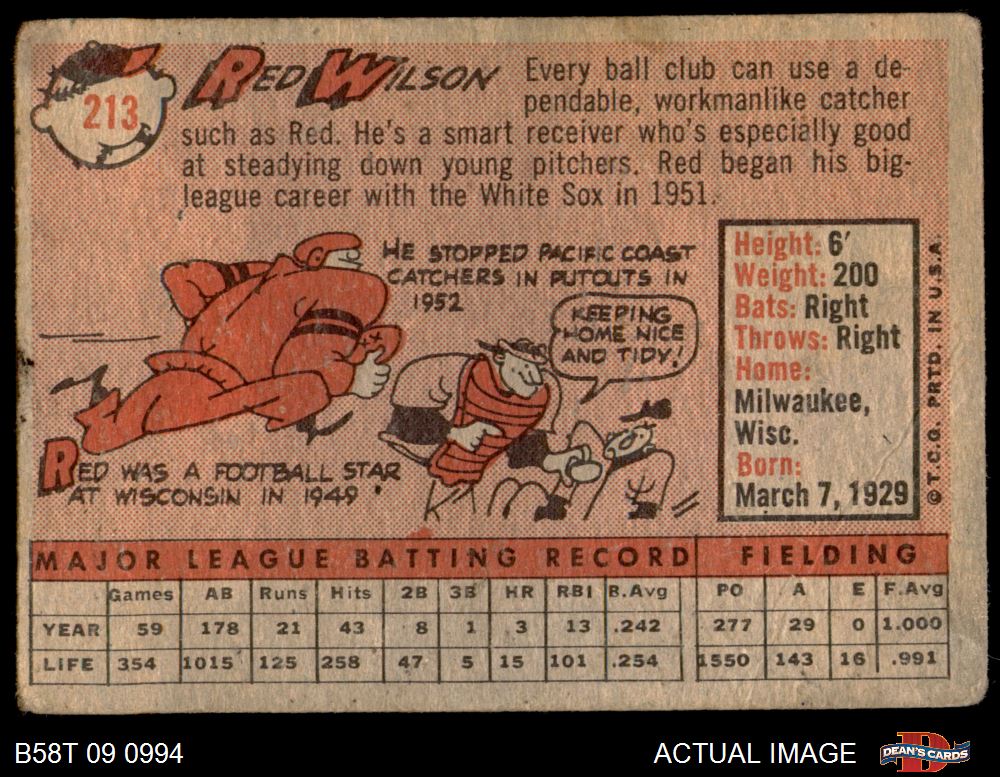 213
RED WILSON
Every ball club can use a de-
pendable, workmanlike catcher
such as Red. He's a smart receiver who's especially good
at steadying down young pitchers. Red began his big-
league career with the White Sox in 1951.
HE STOPPED PACIFIC COAST
CATCHERS IN PUTOUTS IN
1952
KEEPING
HOME NICE
AND TIDY!
RED WAS A FOOTBALL STAR
AT WISCONSIN IN 1949
Height: 6'
Weight: 200
Bats: Right
Throws: Right
Home:
Milwaukee,
Wisc.
Born:
March 7, 1929
© T.C.G. PRTD. IN U.S.A.
MAJOR LEAGUE BATTING RECORD FIELDING
Games AB Runs Hits 2B 3B HR RBI B.Avg PO A E F.Avg
YEAR 59 178 21 43 8 1 3 13 .242 277 29 0 1.000
LIFE 354 1015 125 258 47 5 15 101 .254 1550 143 16 .991
B58T 09 0994
ACTUAL IMAGE
D
DEAN'S CARDS